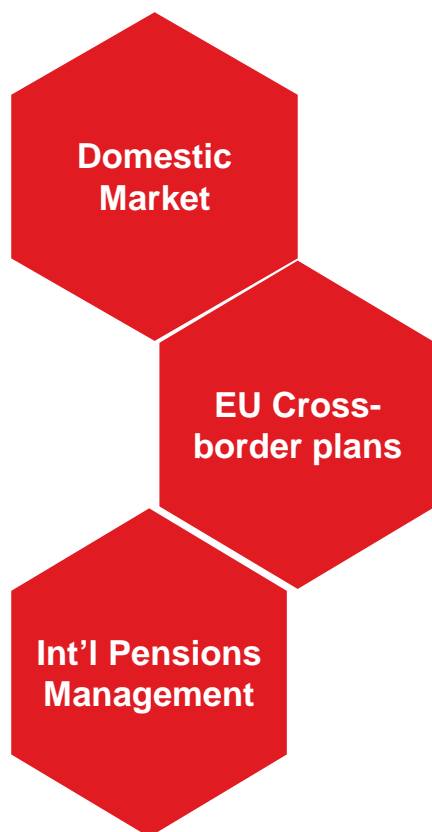 Domestic
Market
EU Cross-
border plans
Int'l Pensions
Management